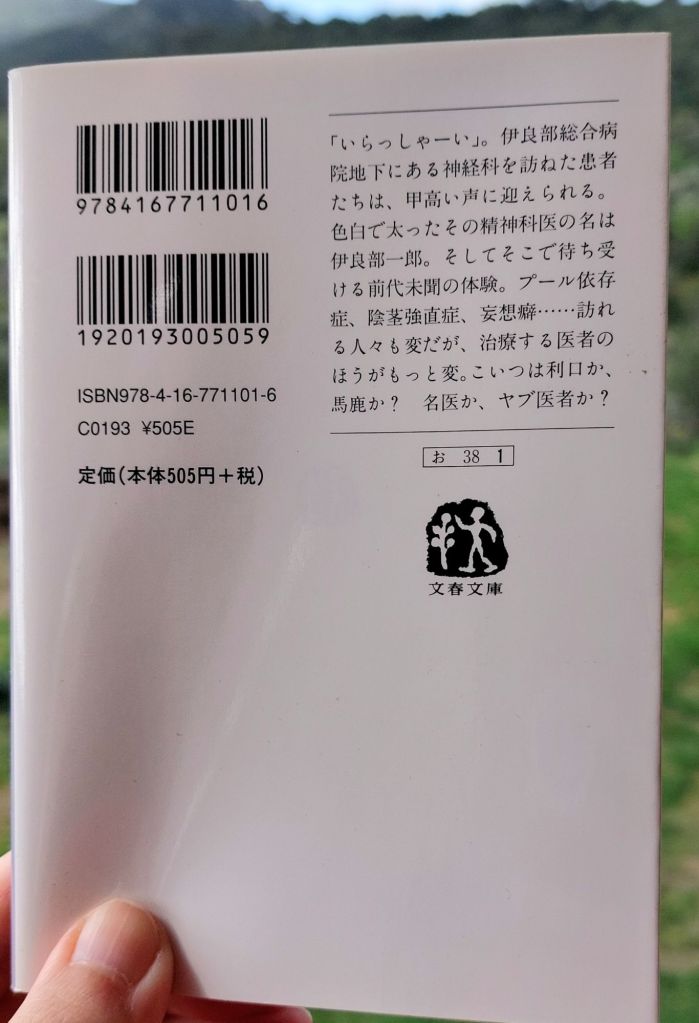 9784167711016
1920193005059
ISBN978-4-16-771101-6
C0193 ¥505E
定価(本体505円+税)
「いらっしゃーい」。伊良部総合病
院地下にある神経科を訪ねた患者
たちは、甲高い声に迎えられる。
色白で太ったその精神科医の名は
伊良部一郎。そしてそこで待ち受
ける前代未聞の体験。プール依存
症、陰茎強直症、妄想癖……訪れ
る人々も変だが、治療する医者の
ほうがもっと変。こいつは利口か、
馬鹿か? 名医か、ヤブ医者か?
お 38 1
文春文庫